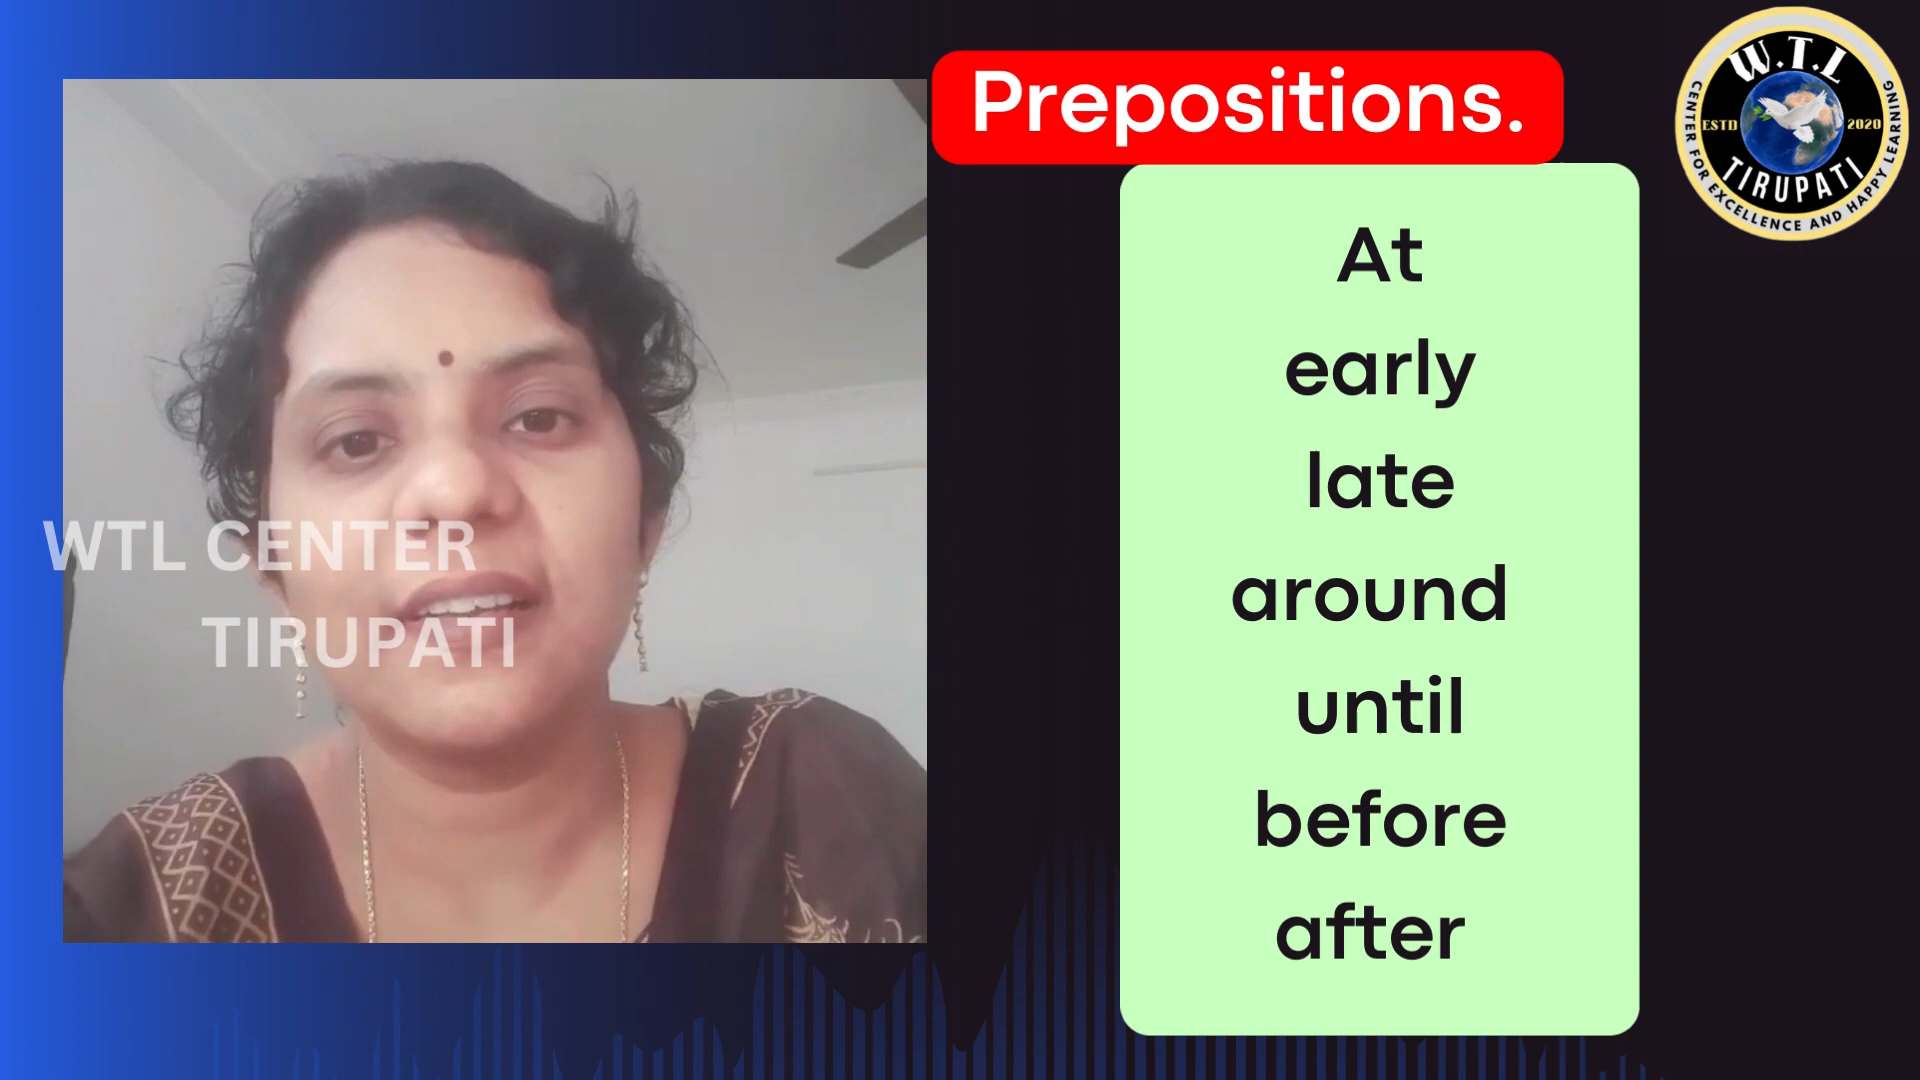 Prepositions.
At
early
late
around
until
before
after
WTL CENTER
TIRUPATI
W.T.L
ESTD 2020
TIRUPATI
CENTER FOR EXCELLENCE AND HAPPY LEARNING